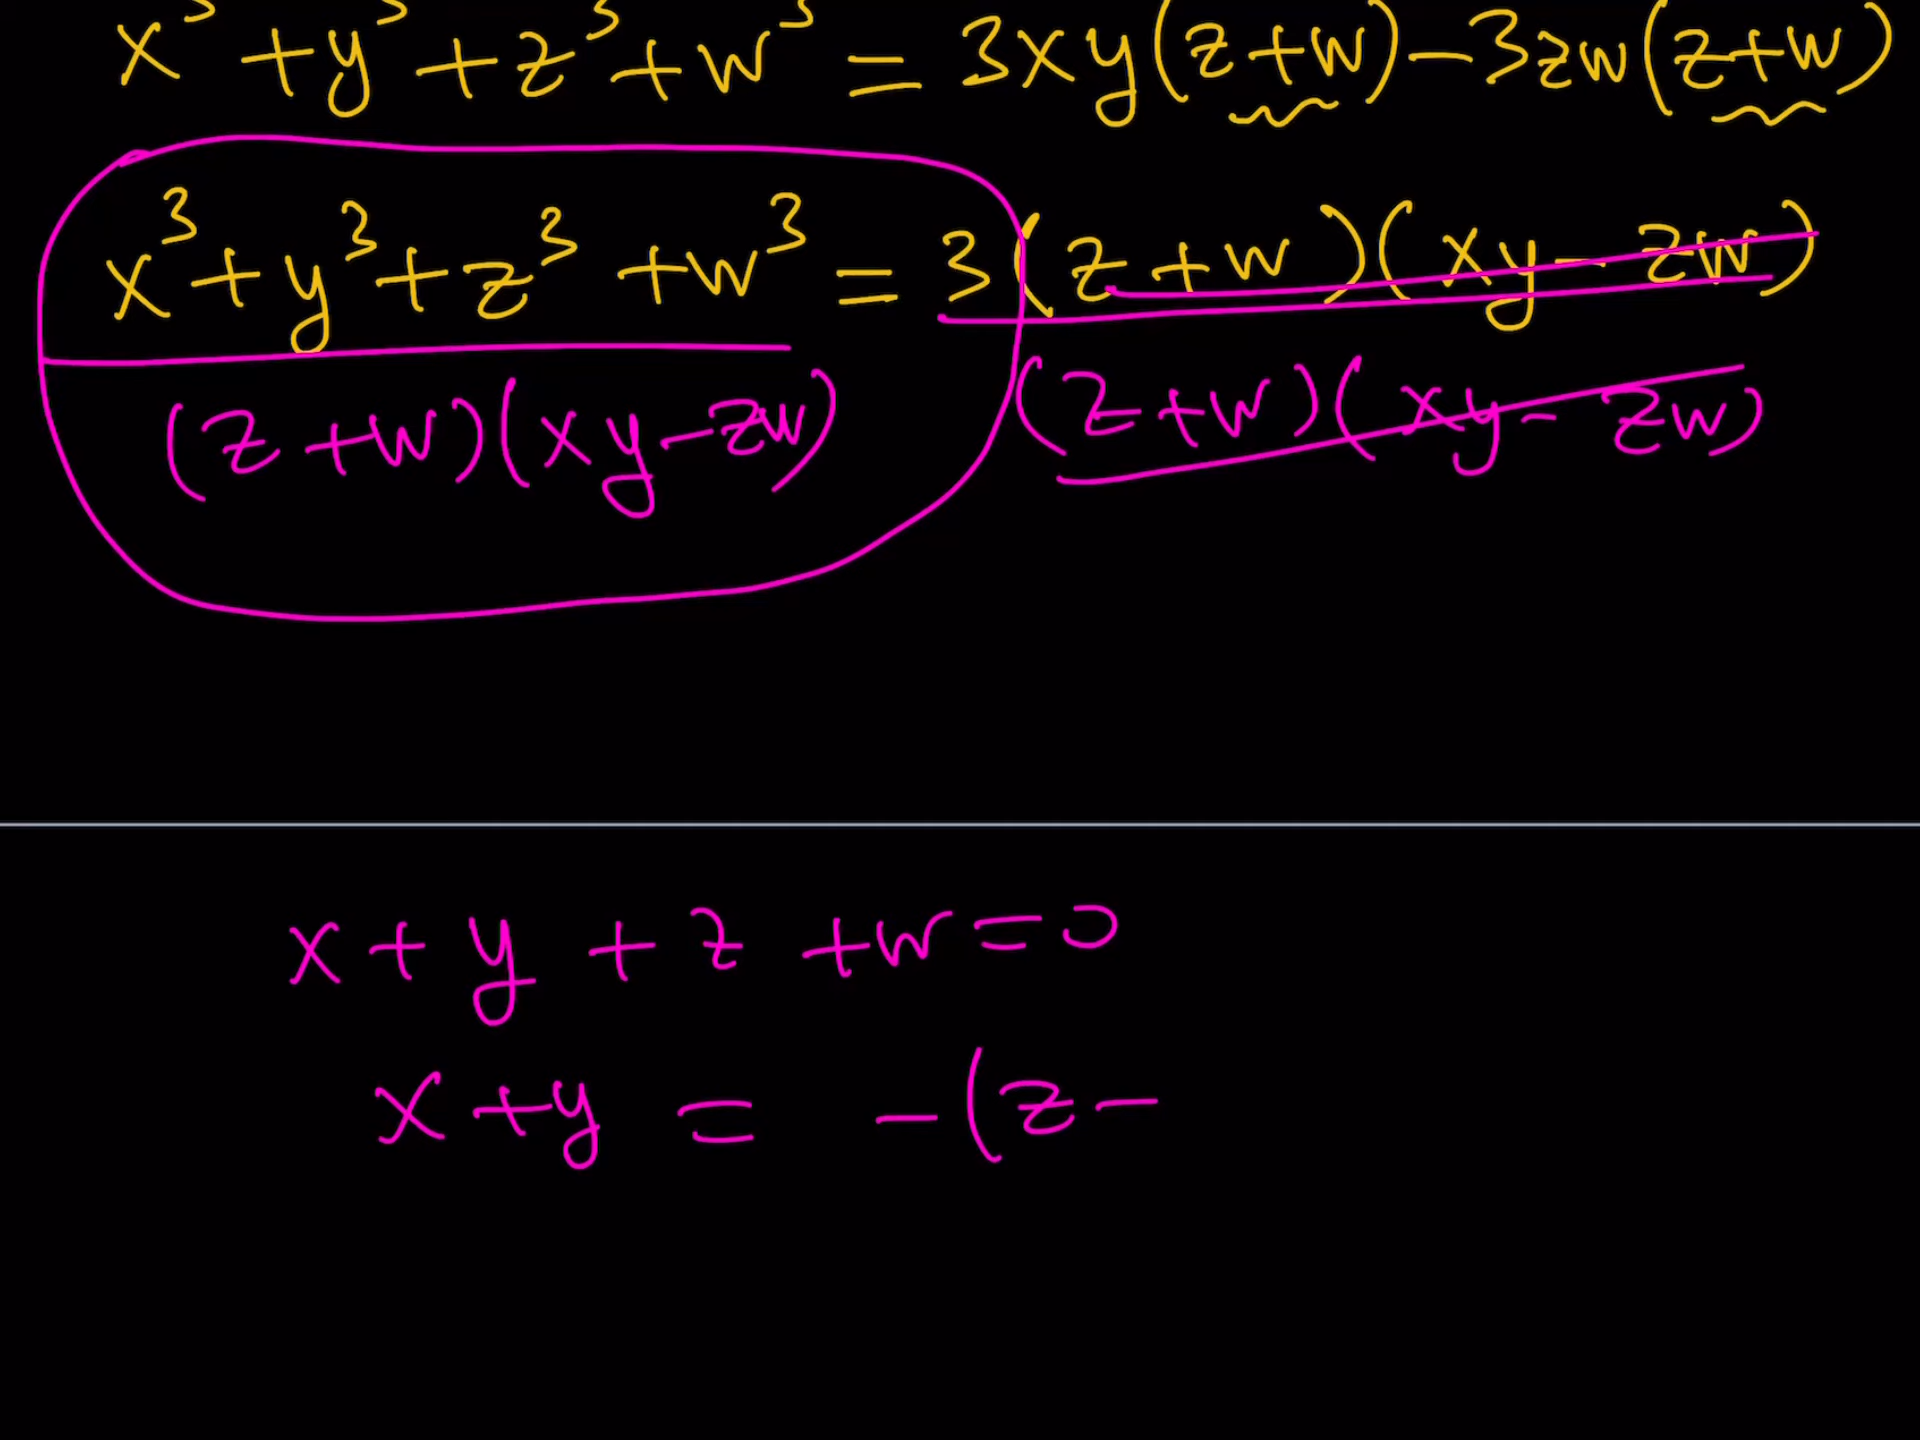 x³ + y³ + z³ + w³ = 3xy(z+w) - 3zw(z+w)
x³ + y³ + z³ + w³ = 3(z+w)(xy - zw)
(z+w)(xy-zw) (z+w)(xy-zw)
x + y + z + w = 0
x + y = -(z-